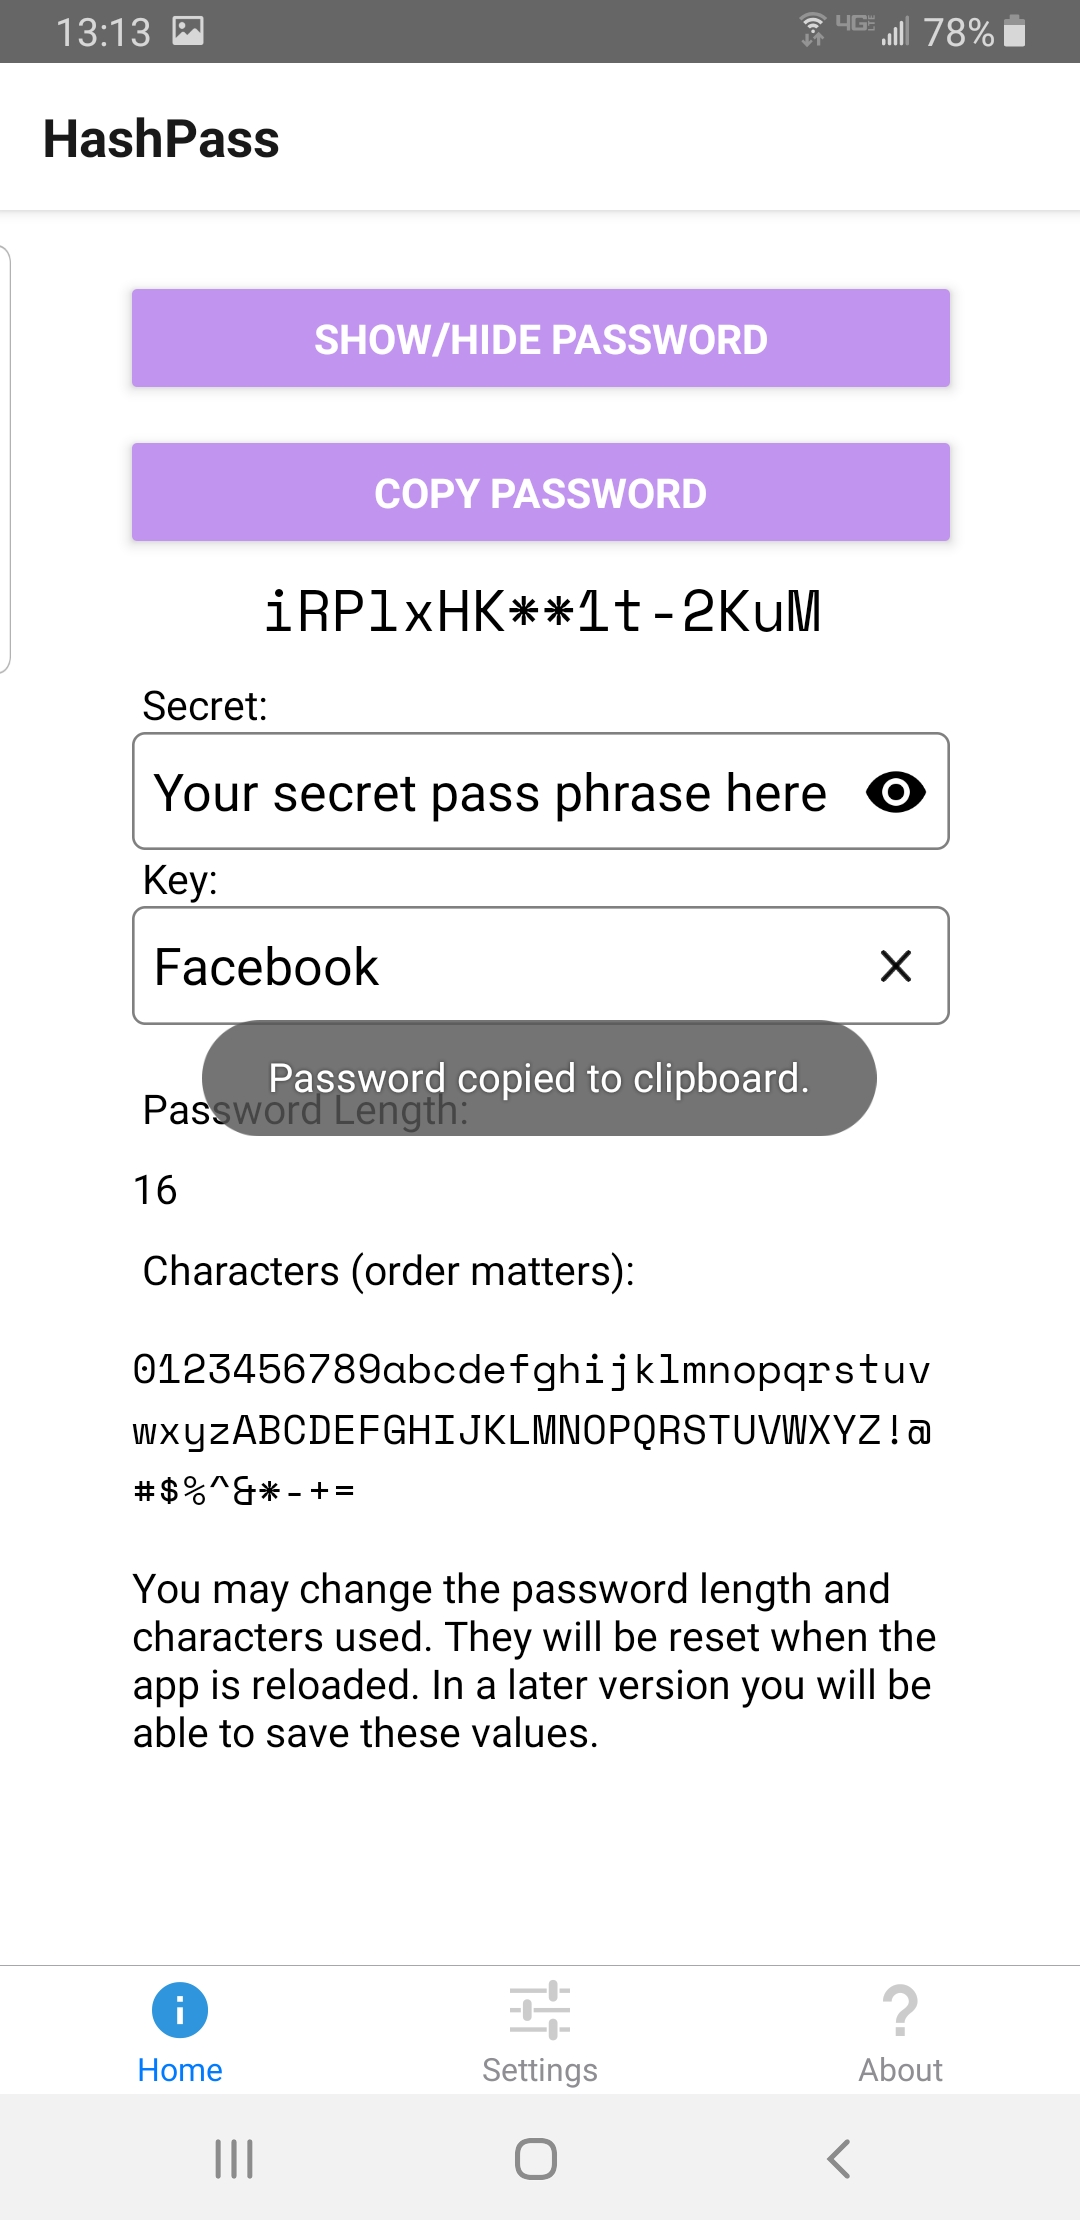 13:13 4G LTE 78%
HashPass
SHOW/HIDE PASSWORD
COPY PASSWORD
iRPlxHK**1t-2KuM
Secret:
Your secret pass phrase here
Key:
Facebook
Password copied to clipboard.
Password Length:
16
Characters (order matters):
0123456789abcdefghijklmnopqrstuv
wxyzABCDEFGHIJKLMNOPQRSTUVWXYZ!@
#$%^&*-+=
You may change the password length and
characters used. They will be reset when the
app is reloaded. In a later version you will be
able to save these values.
Home Settings About